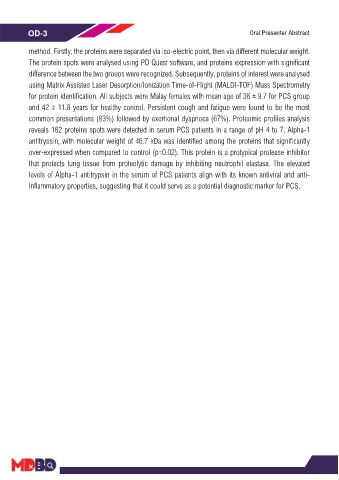 OD-3
Oral Presenter Abstract
method. Firstly, the proteins were separated via iso-electric point, then via different molecular weight.
The protein spots were analysed using PD Quest software, and proteins expression with significant
difference between the two groups were recognized. Subsequently, proteins of interest were analysed
using Matrix Assisted Laser Desorption/Ionization Time-of-Flight (MALDI-TOF) Mass Spectrometry
for protein identification. All subjects were Malay females with mean age of 38 ± 9.7 for PCS group
and 42 ± 11.8 years for healthy control. Persistent cough and fatigue were found to be the most
common presentations (83%) followed by exertional dyspnoea (67%). Proteomic profiles analysis
reveals 182 proteins spots were detected in serum PCS patients in a range of pH 4 to 7. Alpha-1
antitrypsin, with molecular weight of 46.7 kDa was identified among the proteins that significantly
over-expressed when compared to control (p=0.02). This protein is a protypical protease inhibitor
that protects lung tissue from proteolytic damage by inhibiting neutrophil elastase. The elevated
levels of Alpha-1 antitrypsin in the serum of PCS patients align with its known antiviral and anti-
inflammatory properties, suggesting that it could serve as a potential diagnostic marker for PCS.